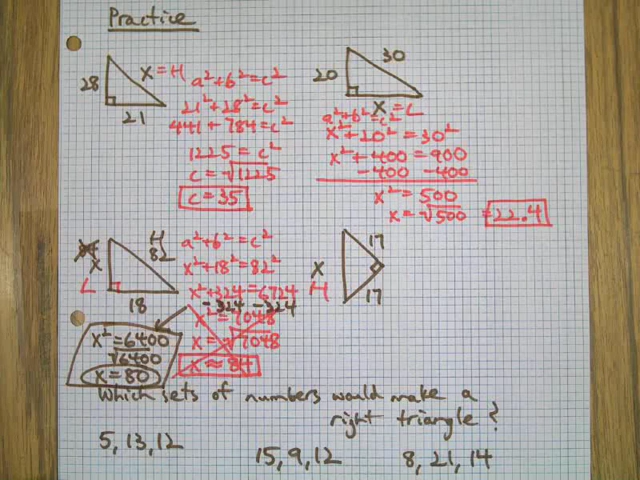 Practice
28
X = H
21
a² + b² = c²
21² + 28² = c²
441 + 784 = c²
1225 = c²
c = √1225
c = 35
20
30
X = L
a² + b² = c²
x² + 20² = 30²
x² + 400 = 900
- 400 - 400
x² = 500
x = √500 = 22.4
X
L
H
82
18
a² + b² = c²
x² + 18² = 82²
x² + 324 = 6724
- 324 - 324
x² = 7048
x = √7048
x ≈ 84
x² = 6400
√6400
x = 80
17
X
H
17
Which sets of numbers would make a
right triangle?
5, 13, 12
15, 9, 12
8, 21, 14